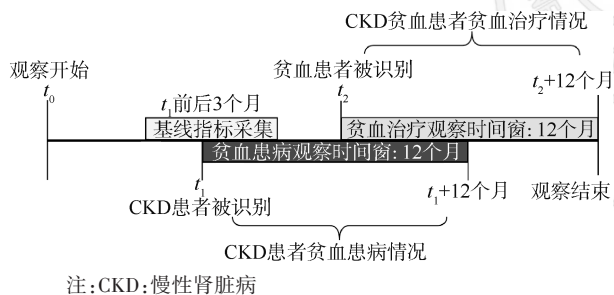 CKD贫血患者贫血治疗情况
观察开始
t0
贫血患者被识别
t2
t2+12个月
t1前后3个月
基线指标采集
贫血治疗观察时间窗: 12个月
贫血患病观察时间窗: 12个月
t1
CKD患者被识别
t1+12个月
观察结束
CKD患者贫血患病情况
注:CKD:慢性肾脏病